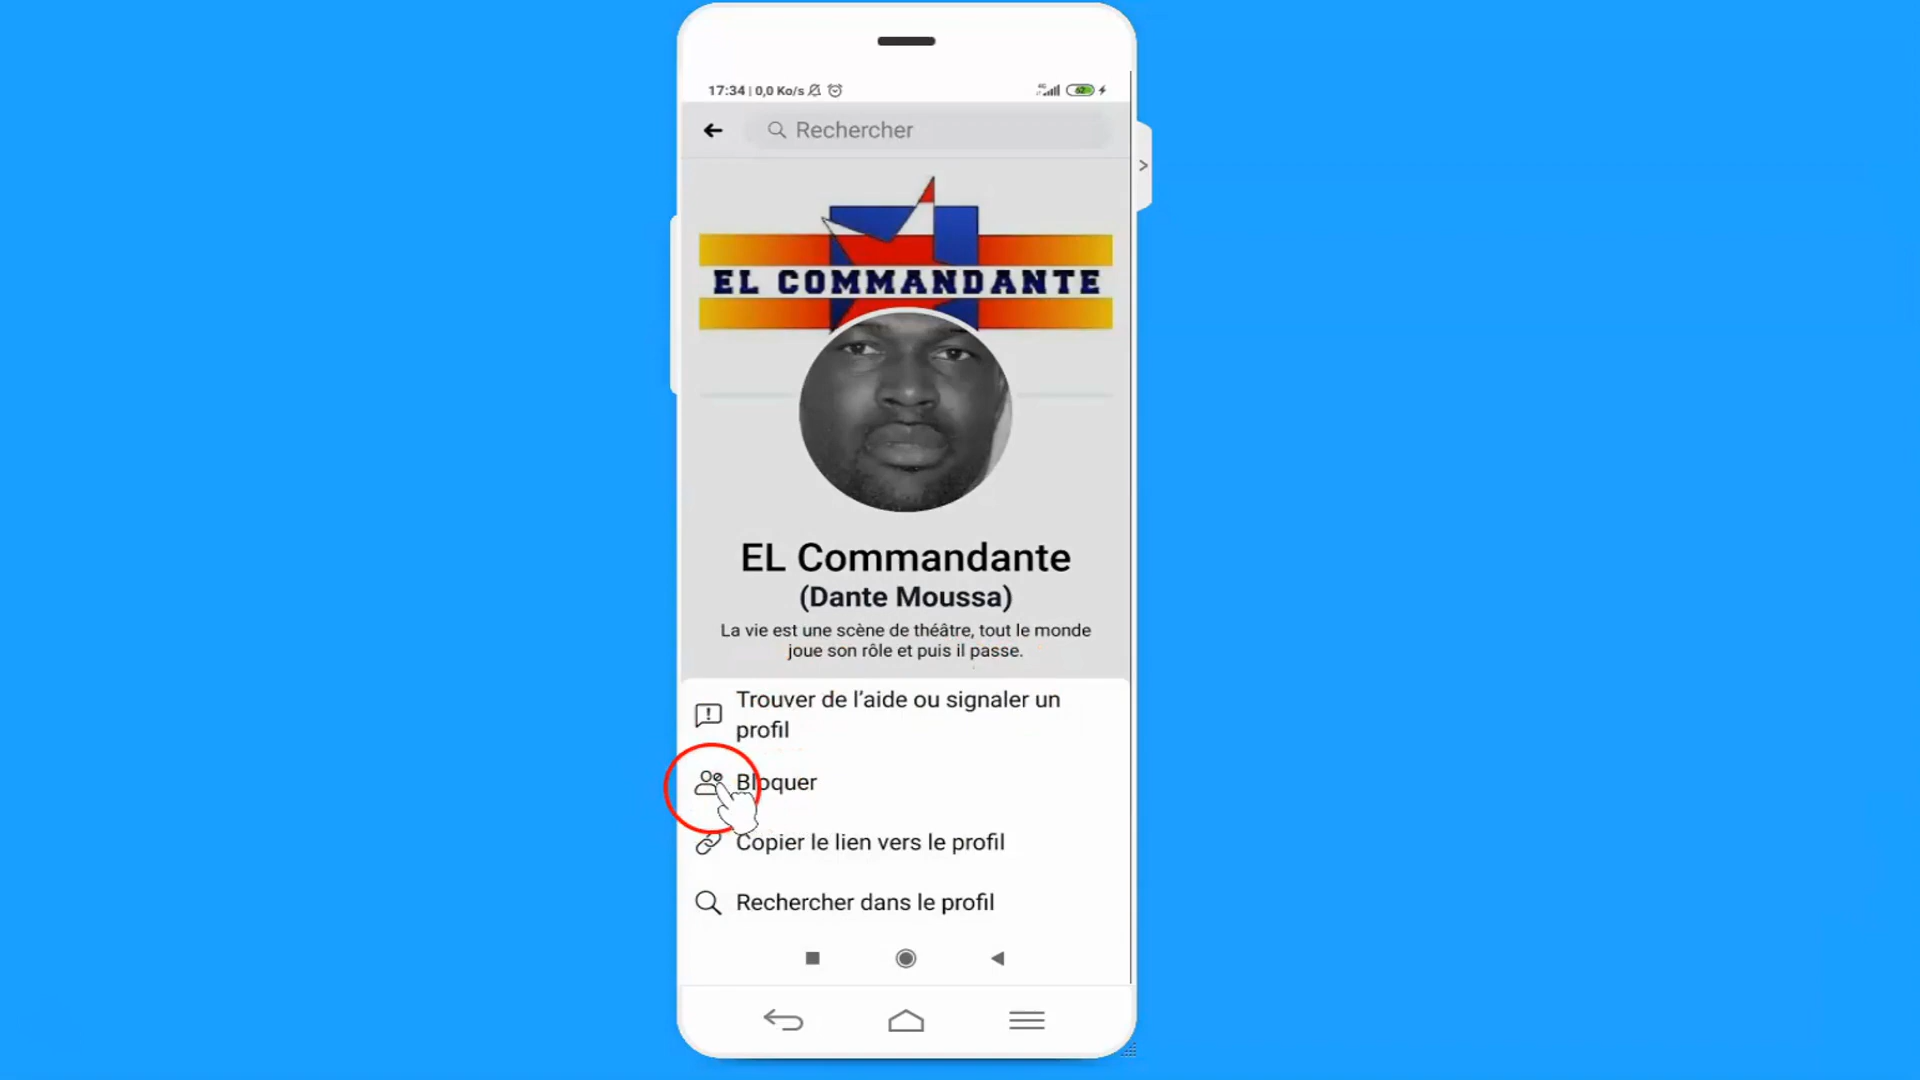 17:34 | 0,0 Ko/s
62
Rechercher
EL COMMANDANTE
EL Commandante
(Dante Moussa)
La vie est une scène de théâtre, tout le monde
joue son rôle et puis il passe.
Trouver de l’aide ou signaler un
profil
Bloquer
Copier le lien vers le profil
Rechercher dans le profil